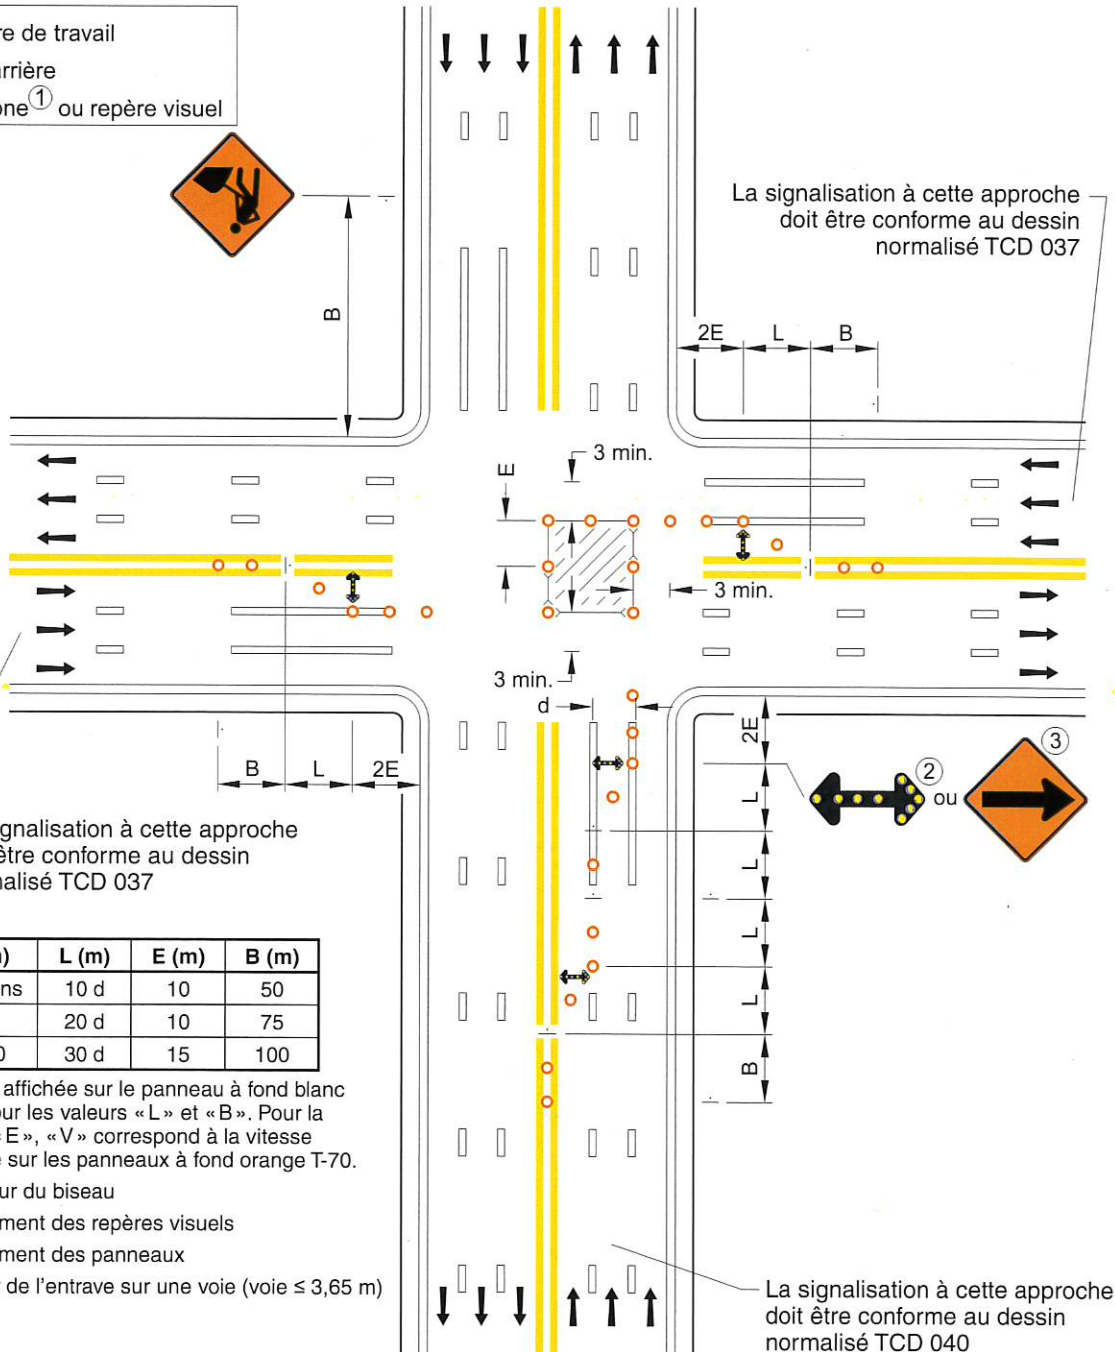 re de travail
arrière
one ① ou repère visuel
La signalisation à cette approche
doit être conforme au dessin
normalisé TCD 037
B
2E L B
3 min.
E
3 min.
3 min.
d
B L 2E
2E
L
L
L
L
B
② ou ③
ignalisation à cette approche
être conforme au dessin
malisé TCD 037
L (m) E (m) B (m)
ns 10 d 10 50
20 d 10 75
0 30 d 15 100
affichée sur le panneau à fond blanc
our les valeurs «L» et «B». Pour la
«E», «V» correspond à la vitesse
e sur les panneaux à fond orange T-70.
ur du biseau
ment des repères visuels
ment des panneaux
r de l'entrave sur une voie (voie ≤ 3,65 m)
La signalisation à cette approche
doit être conforme au dessin
normalisé TCD 040